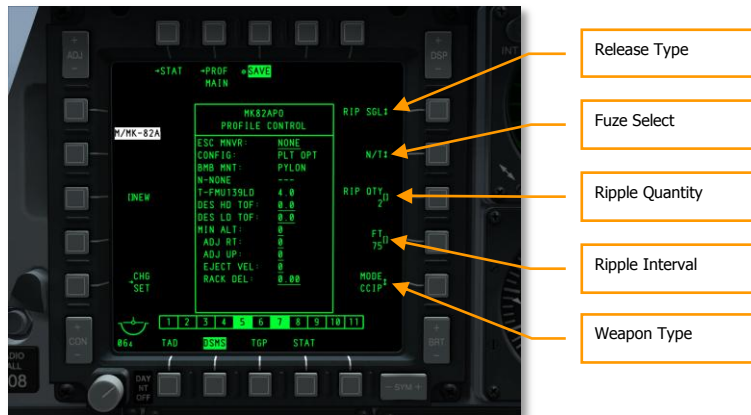 ADJ
DSP
INT
→STAT
→PROF
MAIN
SAVE
M/MK-82A
MK82APO
PROFILE CONTROL
RIP SGL↕
ESC MNVR: NONE
CONFIG: PLT OPT
BMB MNT: PYLON
N-NONE ---
T-FMU139LD 4.0
DES HD TOF: 0.0
DES LD TOF: 0.0
MIN ALT: 0
ADJ RT: 0
ADJ UP: 0
EJECT VEL: 0
RACK DEL: 0.00
N/T↕
[]NEW
RIP QTY
2[]
FT
75[]
→CHG
SET
MODE
CCIP↕
1 2 3 4 5 6 7 8 9 10 11
CON
BRT
TAD DSMS TGP STAT
DAY
NT
OFF
- SYM +
08
Release Type
Fuze Select
Ripple Quantity
Ripple Interval
Weapon Type